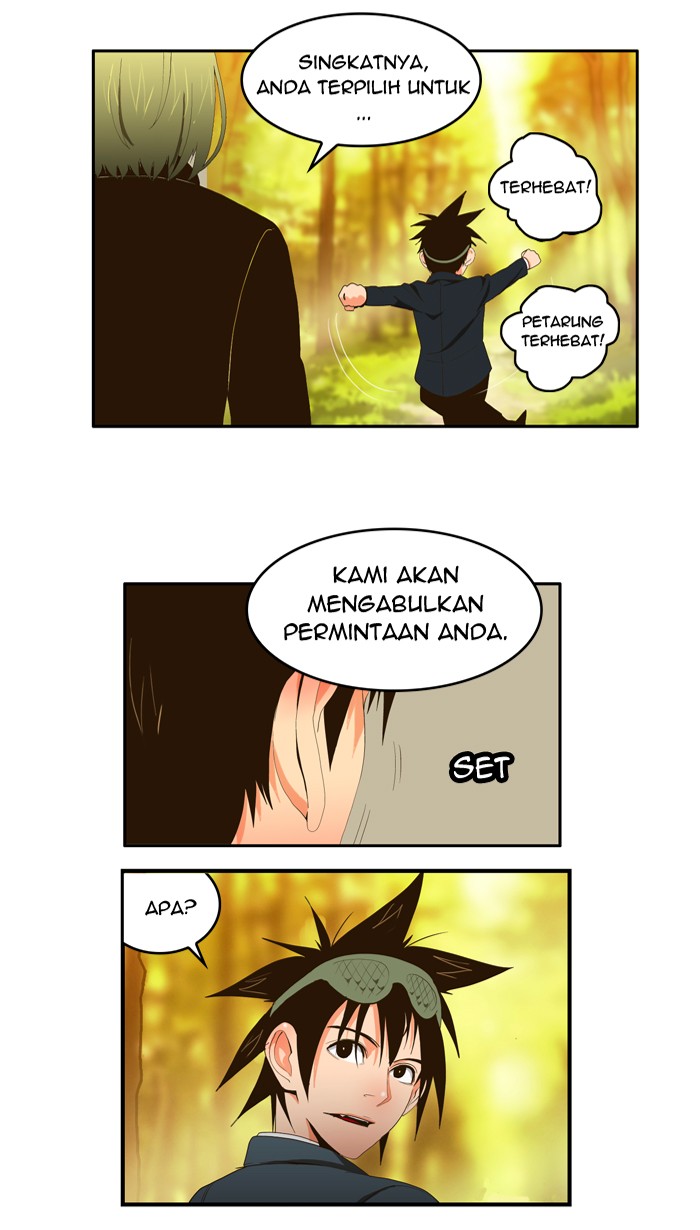 SINGKATNYA,
ANDA TERPILIH UNTUK
...
TERHEBAT!
PETARUNG
TERHEBAT!
KAMI AKAN
MENGABULKAN
PERMINTAAN ANDA.
SET
APA?